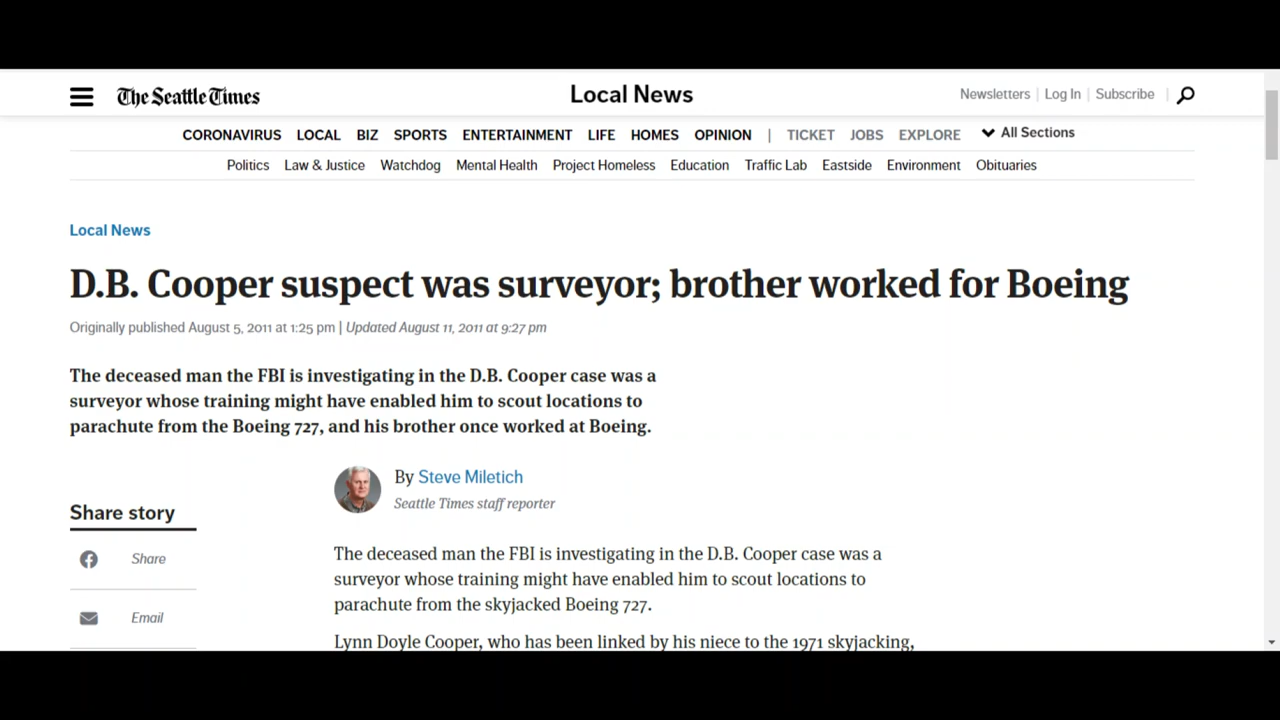 The Seattle Times
Local News
Newsletters | Log In | Subscribe |
CORONAVIRUS LOCAL BIZ SPORTS ENTERTAINMENT LIFE HOMES OPINION | TICKET JOBS EXPLORE All Sections
Politics Law & Justice Watchdog Mental Health Project Homeless Education Traffic Lab Eastside Environment Obituaries
Local News
D.B. Cooper suspect was surveyor; brother worked for Boeing
Originally published August 5, 2011 at 1:25 pm | Updated August 11, 2011 at 9:27 pm
The deceased man the FBI is investigating in the D.B. Cooper case was a
surveyor whose training might have enabled him to scout locations to
parachute from the Boeing 727, and his brother once worked at Boeing.
By Steve Miletich
Seattle Times staff reporter
Share story
Share
Email
The deceased man the FBI is investigating in the D.B. Cooper case was a
surveyor whose training might have enabled him to scout locations to
parachute from the skyjacked Boeing 727.
Lynn Doyle Cooper, who has been linked by his niece to the 1971 skyjacking,